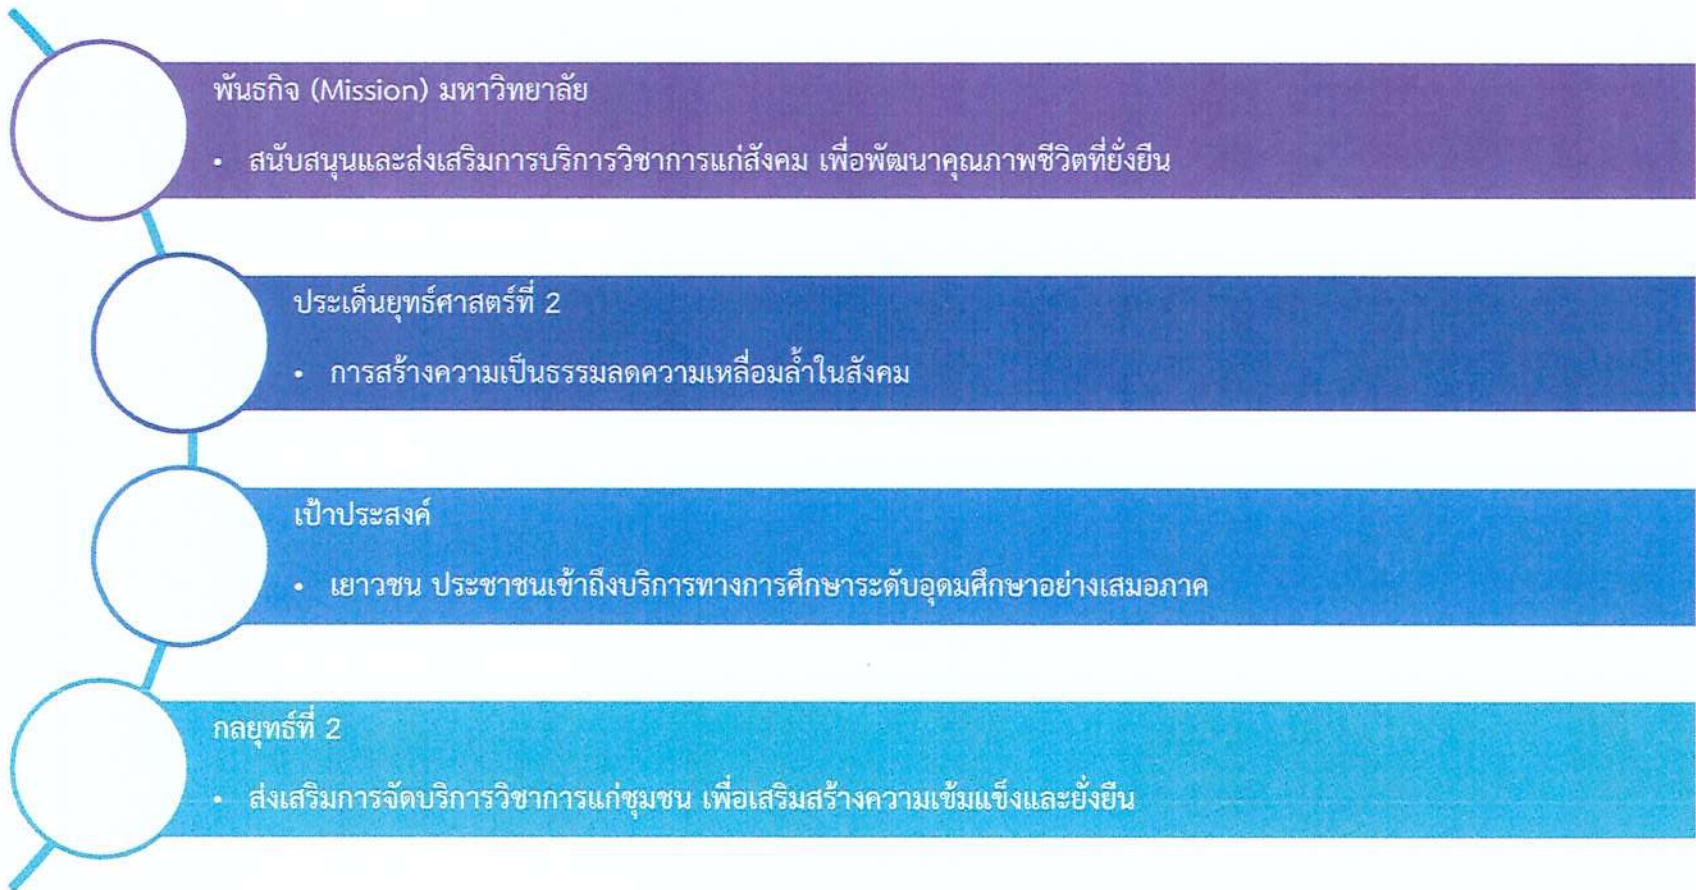 พันธกิจ (Mission) มหาวิทยาลัย
• สนับสนุนและส่งเสริมการบริการวิชาการแก่สังคม เพื่อพัฒนาคุณภาพชีวิตที่ยั่งยืน
ประเด็นยุทธ์ศาสตร์ที่ 2
• การสร้างความเป็นธรรมลดความเหลื่อมล้ำในสังคม
เป้าประสงค์
• เยาวชน ประชาชนเข้าถึงบริการทางการศึกษาระดับอุดมศึกษาอย่างเสมอภาค
กลยุทธ์ที่ 2
• ส่งเสริมการจัดบริการวิชาการแก่ชุมชน เพื่อเสริมสร้างความเข้มแข็งและยั่งยืน